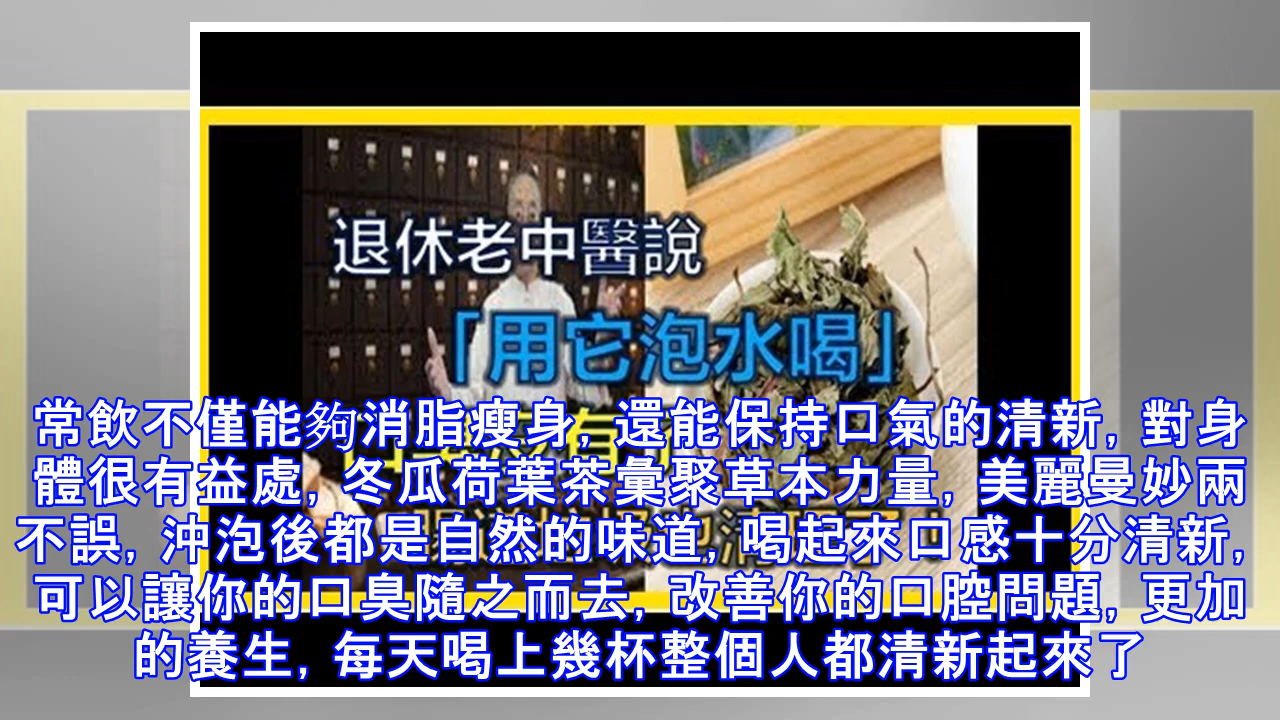 退休老中醫說
「用它泡水喝」
常飲不僅能夠消脂瘦身, 還能保持口氣的清新, 對身
體很有益處, 冬瓜荷葉茶彙聚草本力量, 美麗曼妙兩
不誤, 沖泡後都是自然的味道, 喝起來口感十分清新,
可以讓你的口臭隨之而去, 改善你的口腔問題, 更加
的養生, 每天喝上幾杯整個人都清新起來了